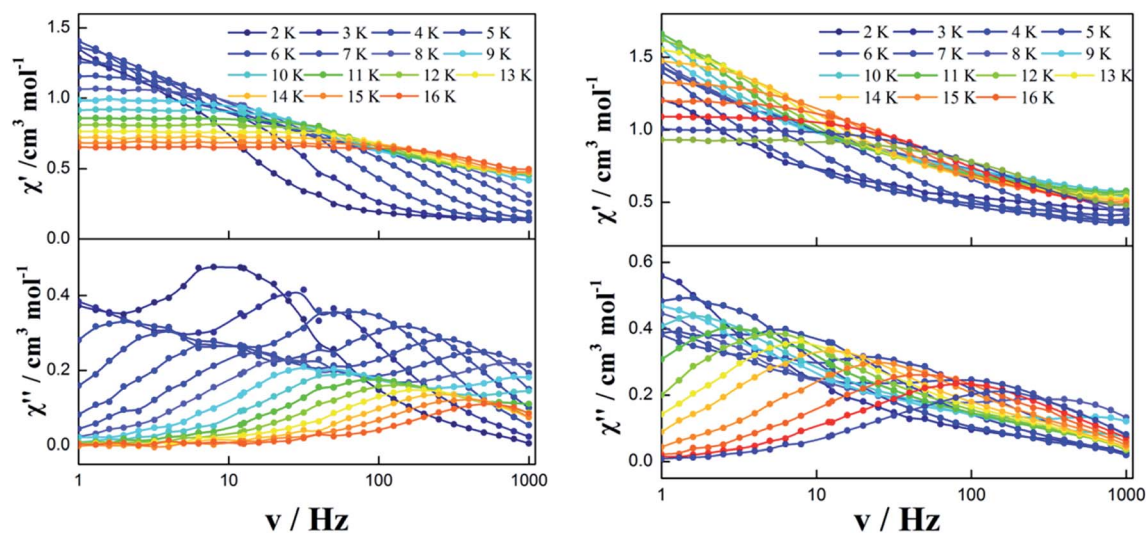 1.5
1.0
0.5
0.0
χ' /cm³ mol⁻¹
2 K 3 K 4 K 5 K
6 K 7 K 8 K 9 K
10 K 11 K 12 K 13 K
14 K 15 K 16 K
0.4
0.2
0.0
χ'' / cm³ mol⁻¹
1 10 100 1000
v / Hz
1.5
1.0
0.5
χ' / cm³ mol⁻¹
2 K 3 K 4 K 5 K
6 K 7 K 8 K 9 K
10 K 11 K 12 K 13 K
14 K 15 K 16 K
0.6
0.4
0.2
0.0
χ'' / cm³ mol⁻¹
1 10 100 1000
v / Hz